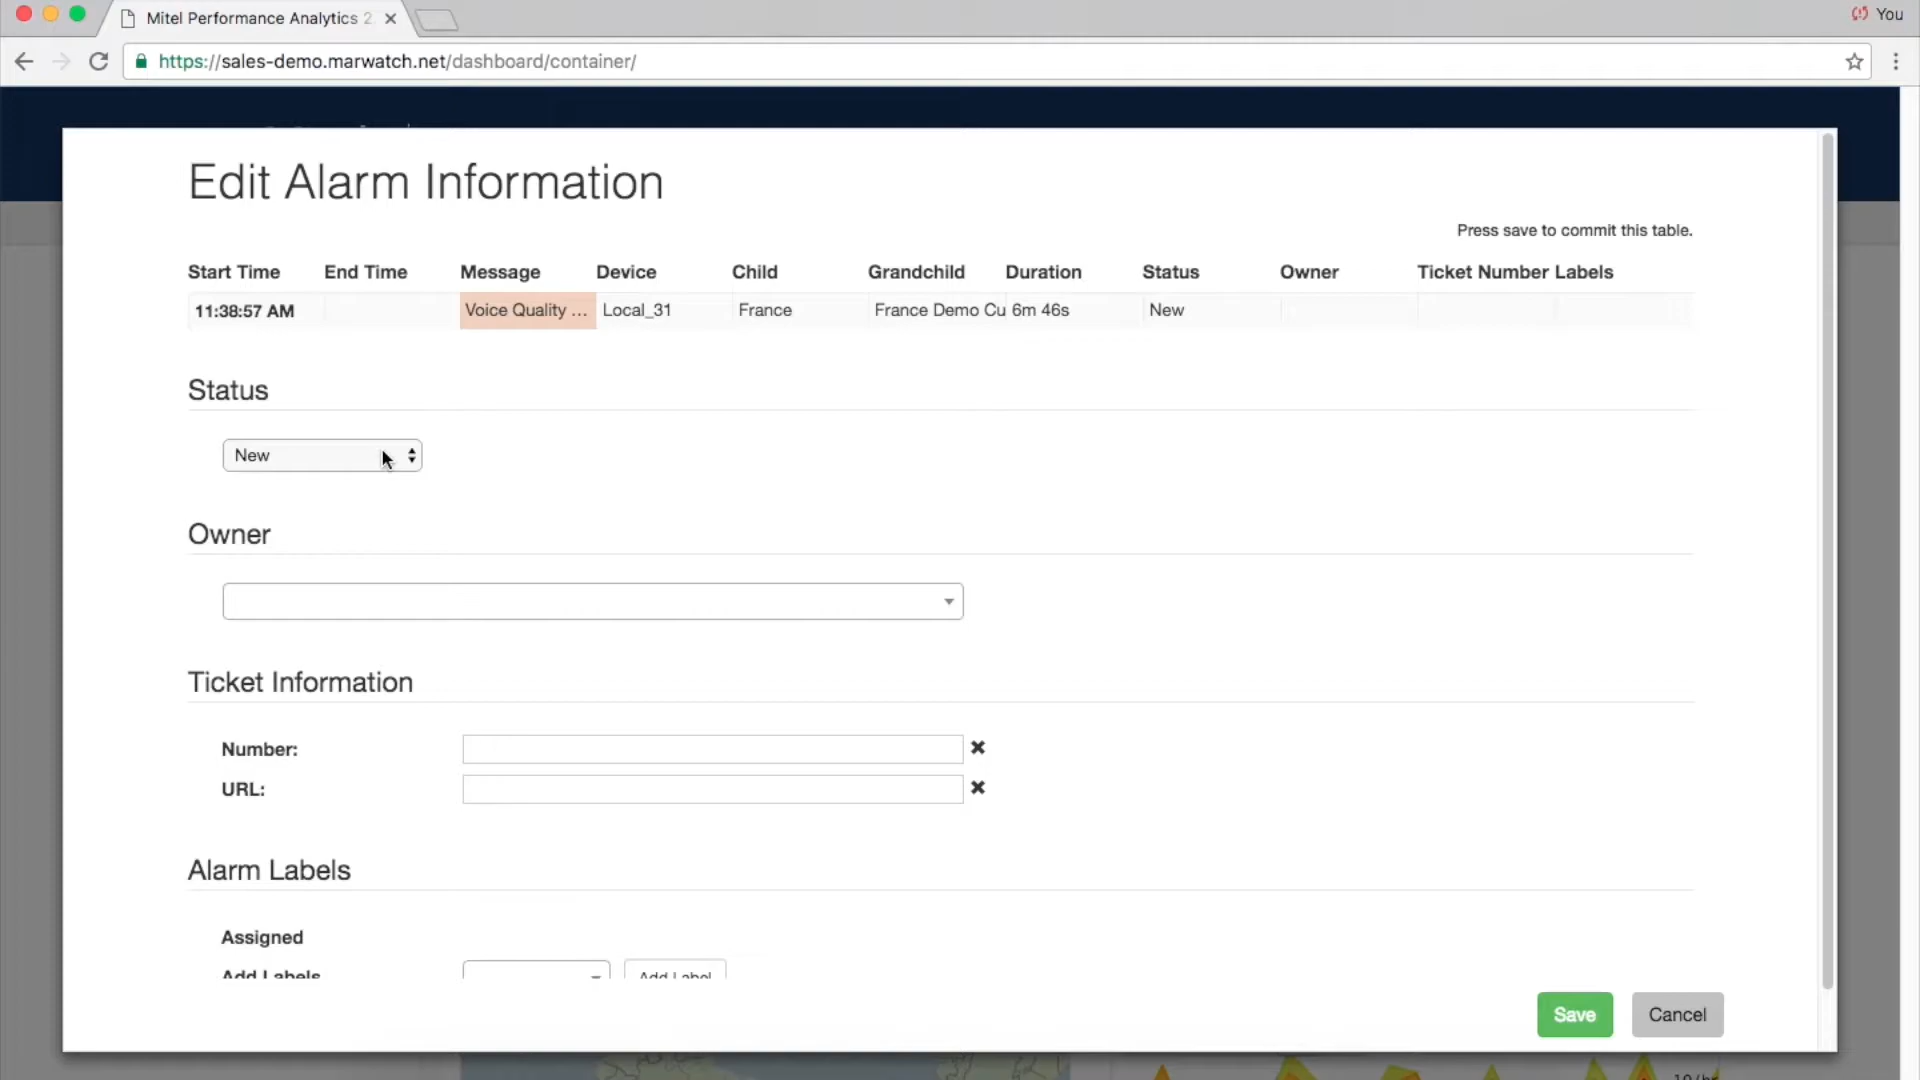 Mitel Performance Analytics 2
You
https://sales-demo.marwatch.net/dashboard/container/
Edit Alarm Information
Press save to commit this table.
Start Time End Time Message Device Child Grandchild Duration Status Owner Ticket Number Labels
11:38:57 AM Voice Quality ... Local_31 France France Demo Cu 6m 46s New
Status
New
Owner
Ticket Information
Number:
URL:
Alarm Labels
Assigned
Add Labels Add Label
Save Cancel
10/hr